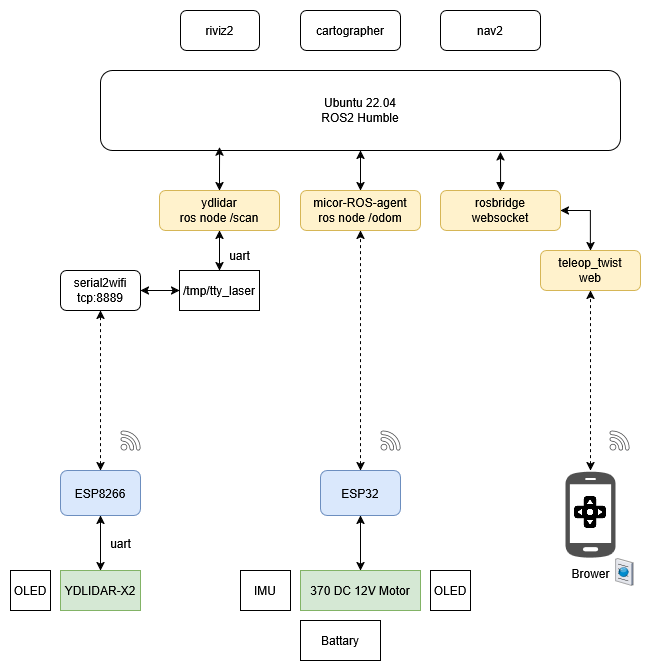 riviz2
cartographer
nav2
Ubuntu 22.04
ROS2 Humble
ydlidar
ros node /scan
micor-ROS-agent
ros node /odom
rosbridge
websocket
uart
teleop_twist
web
serial2wifi
tcp:8889
/tmp/tty_laser
ESP8266
ESP32
uart
Brower
OLED
YDLIDAR-X2
IMU
370 DC 12V Motor
OLED
Battary